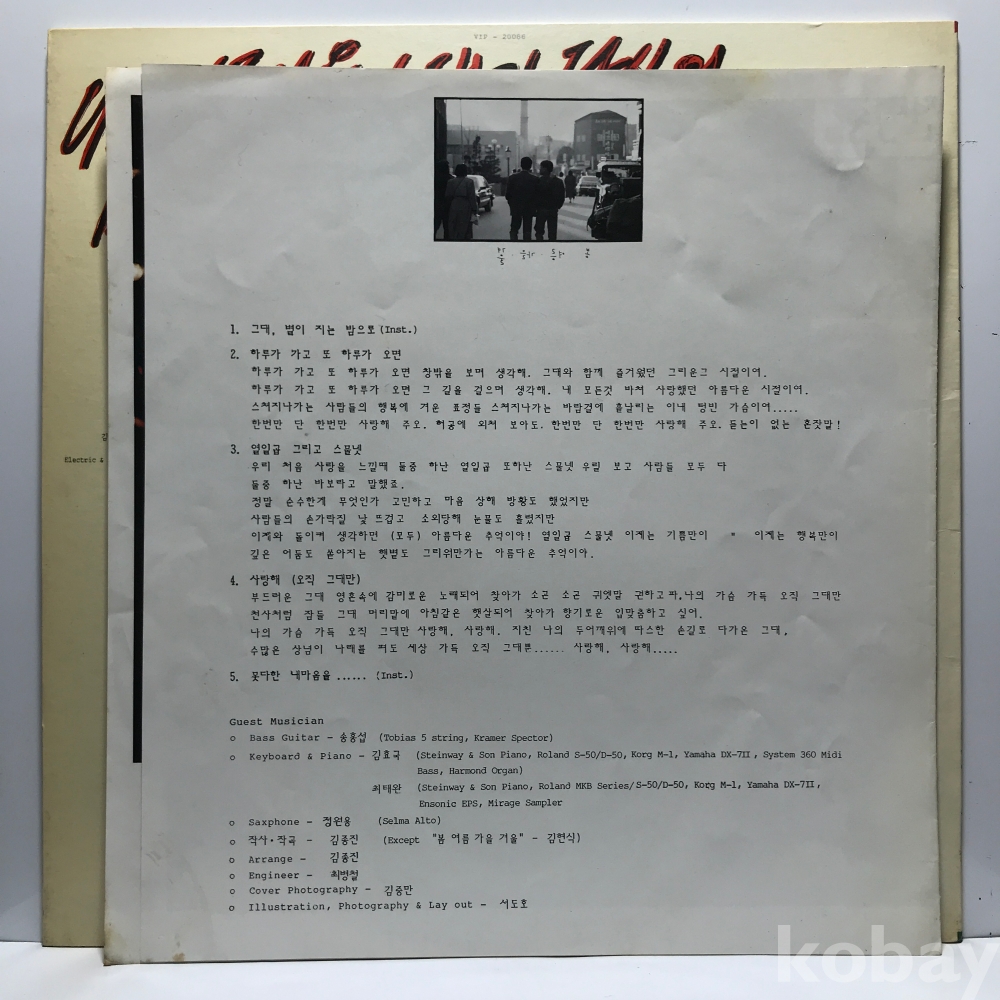 VIP - 20086
1. 그대, 별이 지는 밤으로 (Inst.)
2. 하루가 가고 또 하루가 오면
하루가 가고 또 하루가 오면 창밖을 보며 생각해. 그대와 함께 즐거웠던 그리운그 시절이여.
하루가 가고 또 하루가 오면 그 길을 걸으며 생각해. 내 모든것 바쳐 사랑했던 아름다운 시절이여.
스쳐지나가는 사람들의 행복에 겨운 표정들 스쳐지나가는 바람결에 흩날리는 이내 텅빈 가슴이여.....
한번만 단 한번만 사랑해 주오. 허공에 외쳐 보아도. 한번만 단 한번만 사랑해 주오. 듣는이 없는 혼잣말!
3. 열일곱 그리고 스물넷
우리 처음 사랑을 느낄때 둘중 하난 열일곱 또하난 스물넷 우릴 보고 사람들 모두 다
둘중 하난 바보라고 말했죠.
정말 순수한게 무엇인가 고민하고 마음 상해 방황도 했었지만
사람들의 손가락질 낯 뜨겁고 소외당해 눈물도 흘렸지만
이제와 돌이켜 생각하면 (모두) 아름다운 추억이야! 열일곱 스물넷 이제는 기쁨만이 * 이제는 행복만이
깊은 어둠도 쏟아지는 햇볕도 그리워만가는 아름다운 추억이야.
4. 사랑해 (오직 그대만)
부드러운 그대 영혼속에 감미로운 노래되어 찾아가 소곤 소곤 귀엣말 전하고파.나의 가슴 가득 오직 그대만
천사처럼 잠들 그대 머리맡에 아침같은 햇살되어 찾아가 향기로운 입맞춤하고 싶어.
나의 가슴 가득 오직 그대만 사랑해. 사랑해. 지친 나의 두어깨위에 따스한 손길로 다가온 그대.
수많은 상념이 나래를 펴도 세상 가득 오직 그대뿐...... 사랑해. 사랑해.....
5. 못다한 내마음을 ...... (Inst.)
Guest Musician
o Bass Guitar - 송홍섭 (Tobias 5 string, Kramer Spector)
o Keyboard & Piano - 김효국 (Steinway & Son Piano, Roland S-50/D-50, Korg M-1, Yamaha DX-7II, System 360 Midi
Bass, Harmond Organ)
최태완 (Steinway & Son Piano, Roland MKB Series/S-50/D-50, Korg M-1, Yamaha DX-7II,
Ensonic EPS, Mirage Sampler
o Saxphone - 정원용 (Selma Alto)
o 작사·작곡 - 김종진 (Except "봄 여름 가을 겨울" - 김현식)
o Arrange - 김종진
o Engineer - 최병철
o Cover Photography - 김중만
o Illustration, Photography & Lay out - 서도호
Electric &
kobay